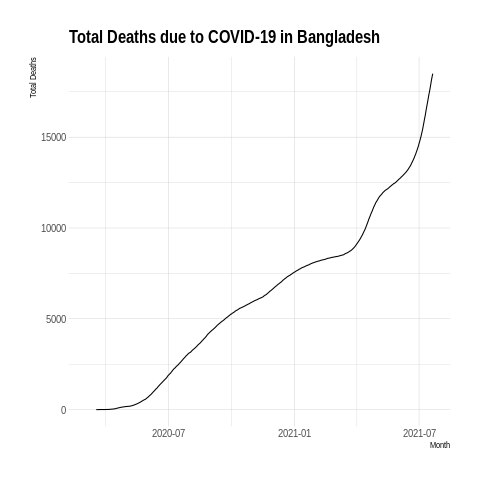 Total Deaths due to COVID-19 in Bangladesh
Total Deaths
15000
10000
5000
0
2020-07
2021-01
2021-07
Month